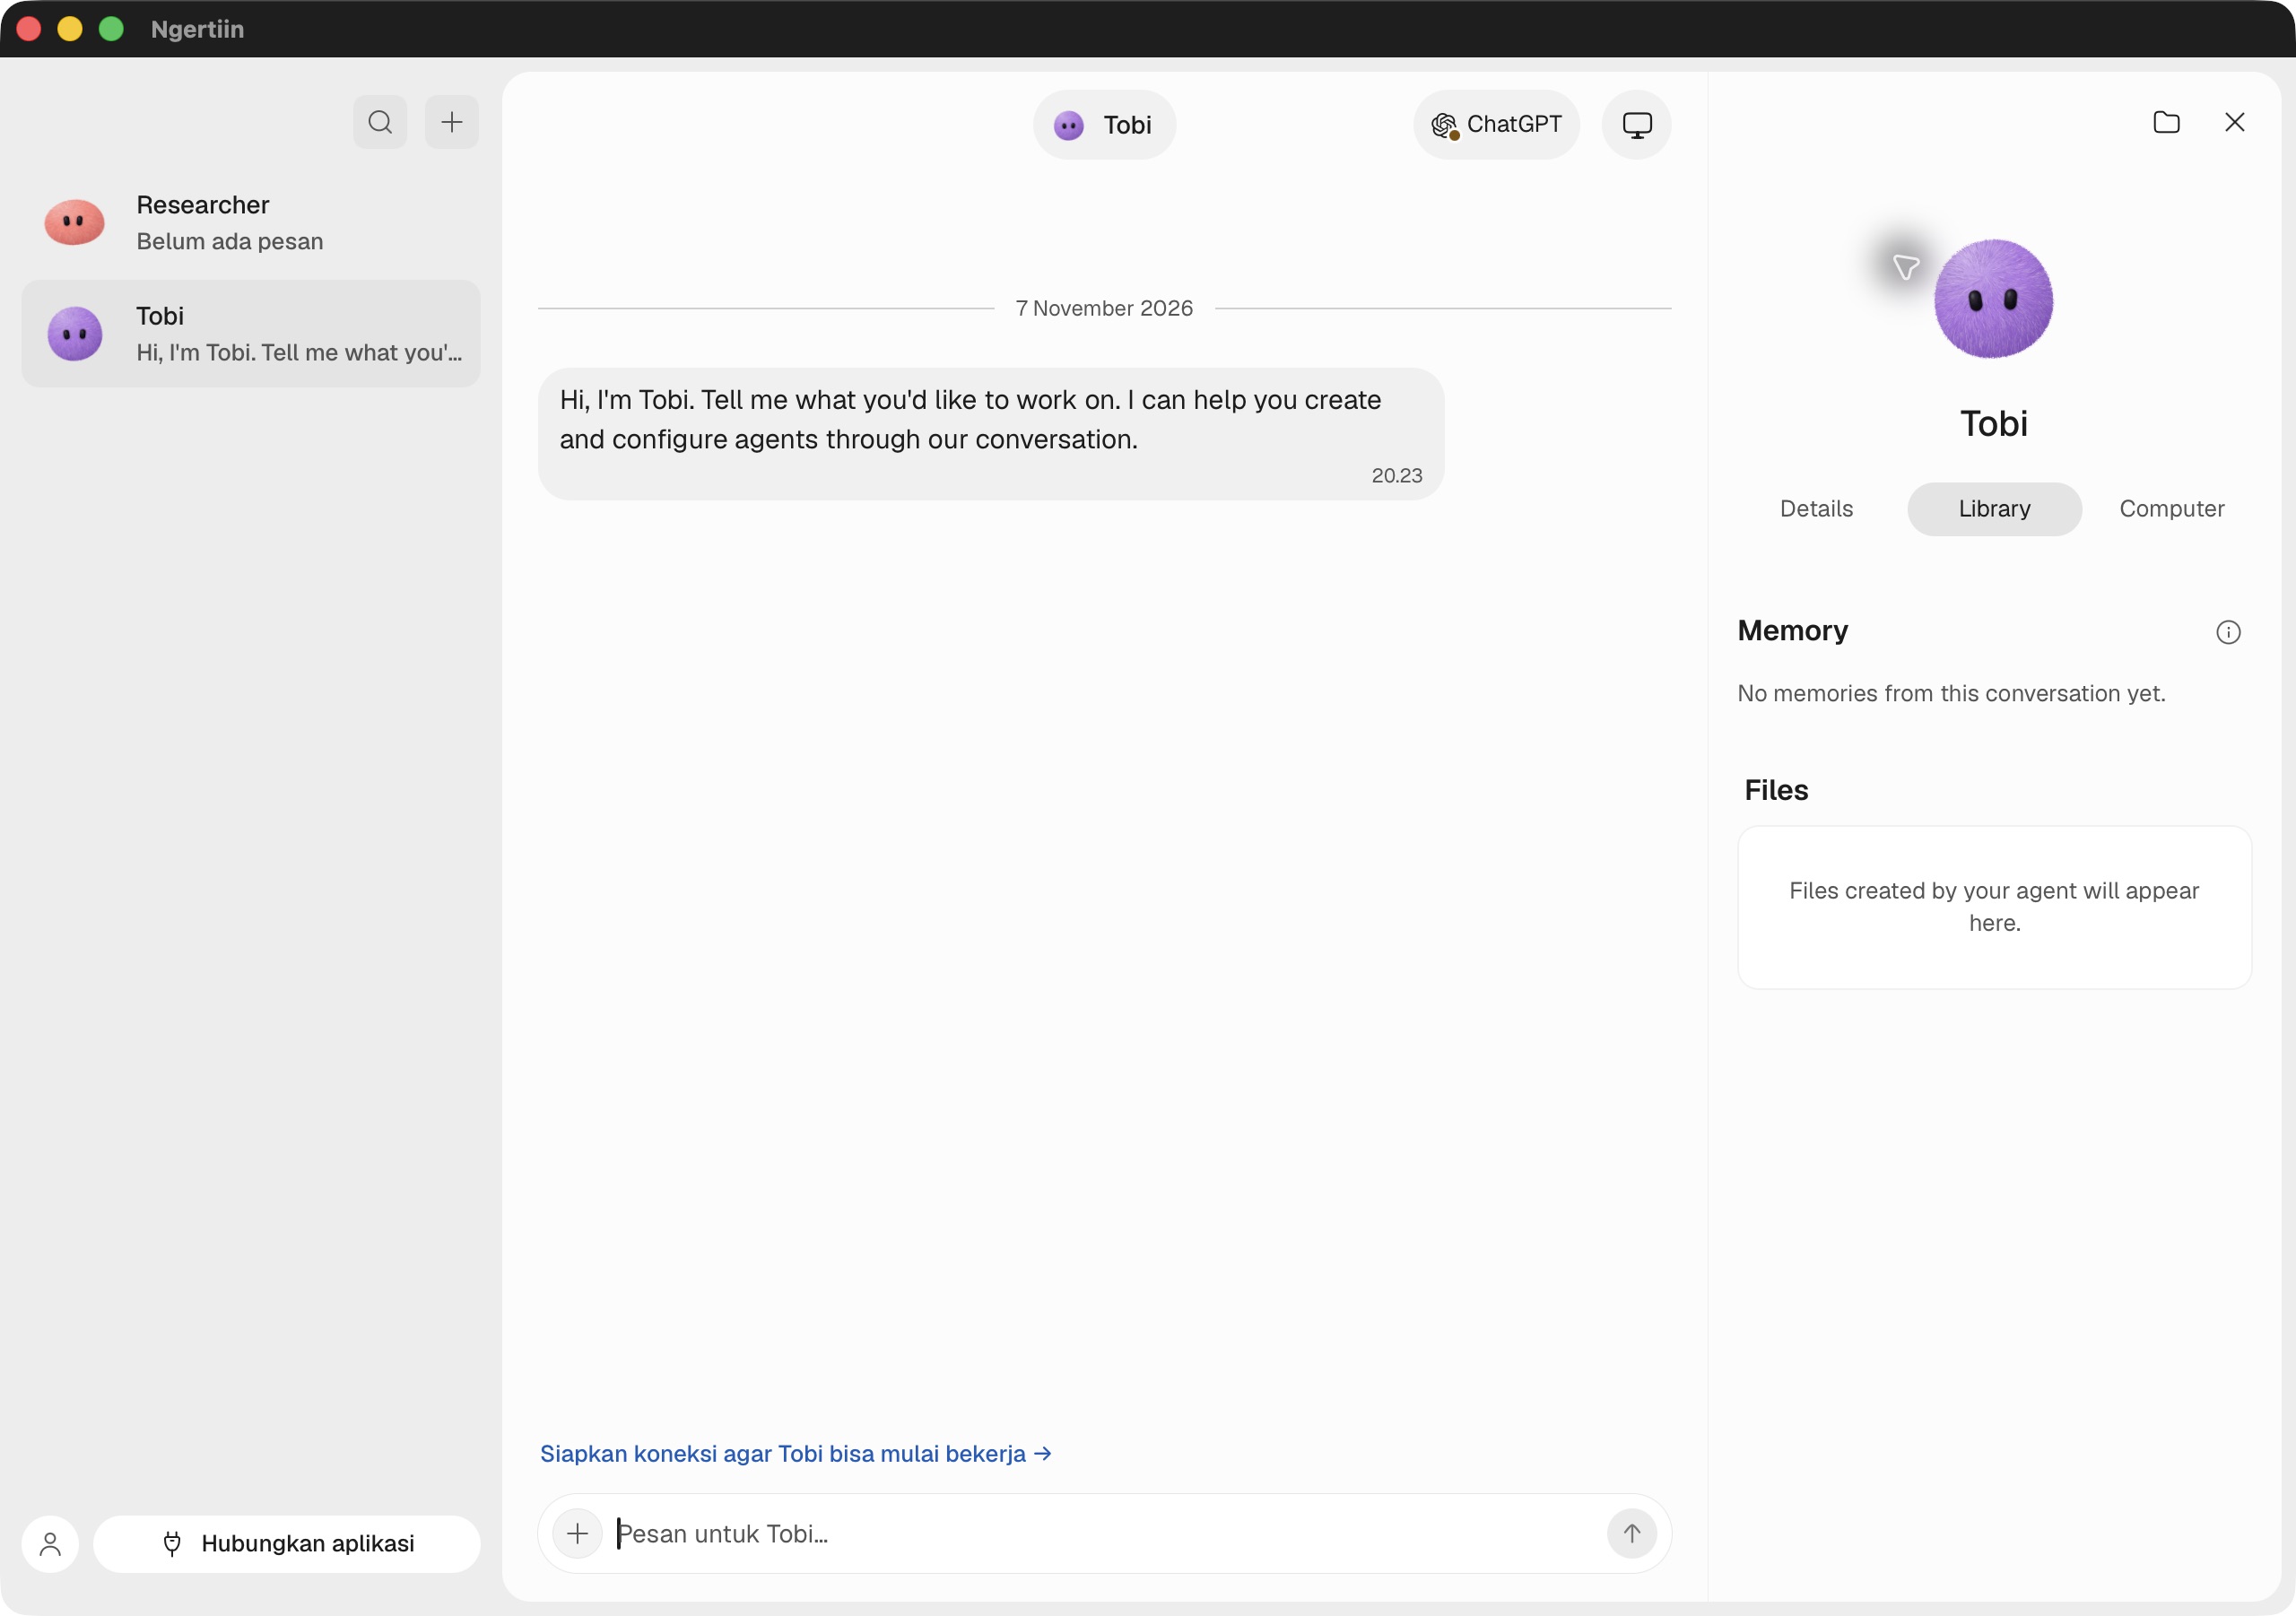 Ngertiin
Researcher
Belum ada pesan
Tobi
Hi, I'm Tobi. Tell me what you'...
Hubungkan aplikasi
Tobi
ChatGPT
7 November 2026
Hi, I'm Tobi. Tell me what you'd like to work on. I can help you create
and configure agents through our conversation.
20.23
Siapkan koneksi agar Tobi bisa mulai bekerja →
Pesan untuk Tobi...
Tobi
Details
Library
Computer
Memory
No memories from this conversation yet.
Files
Files created by your agent will appear
here.